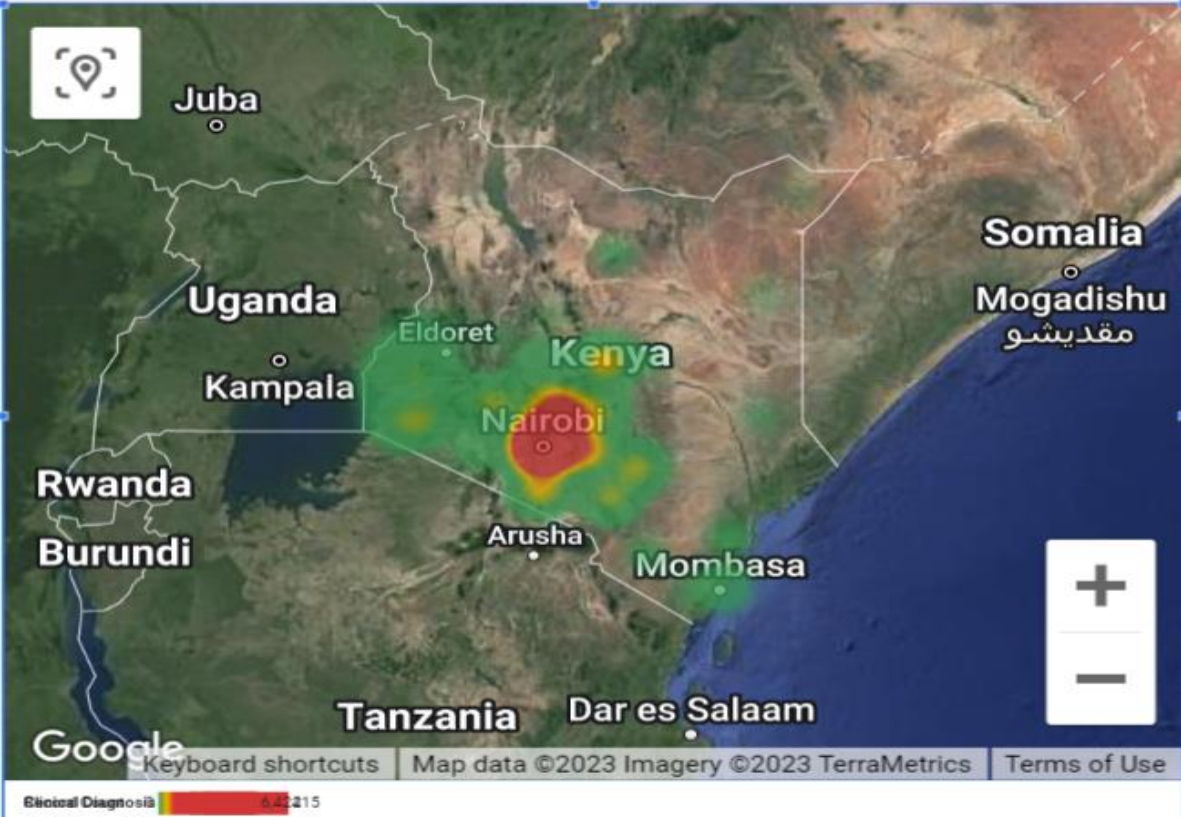 Juba
Somalia
Mogadishu
مقديشو
Uganda
Eldoret
Kenya
Kampala
Nairobi
Rwanda
Arusha
Burundi
Mombasa
Tanzania
Dar es Salaam
Google
Keyboard shortcuts
Map data ©2023 Imagery ©2023 TerraMetrics
Terms of Use